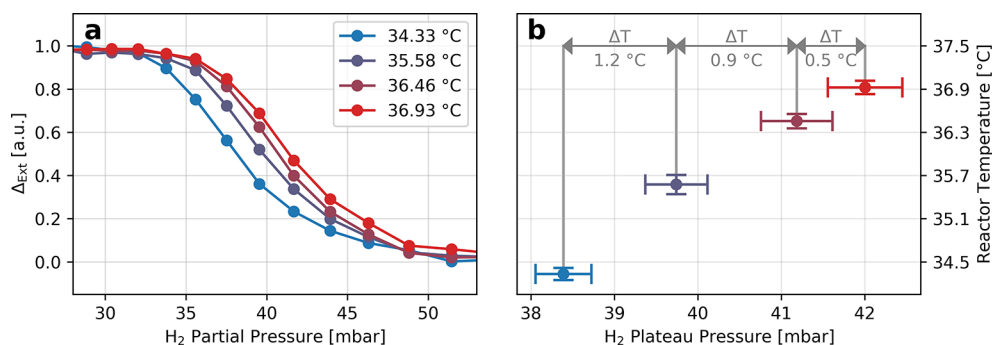 a
1.0
0.8
0.6
0.4
0.2
0.0
Δ_Ext [a.u.]
34.33 °C
35.58 °C
36.46 °C
36.93 °C
30 35 40 45 50
H₂ Partial Pressure [mbar]
b
ΔT ΔT ΔT
1.2 °C 0.9 °C 0.5 °C
37.5
36.9
36.3
35.7
35.1
34.5
Reactor Temperature [°C]
38 39 40 41 42
H₂ Plateau Pressure [mbar]